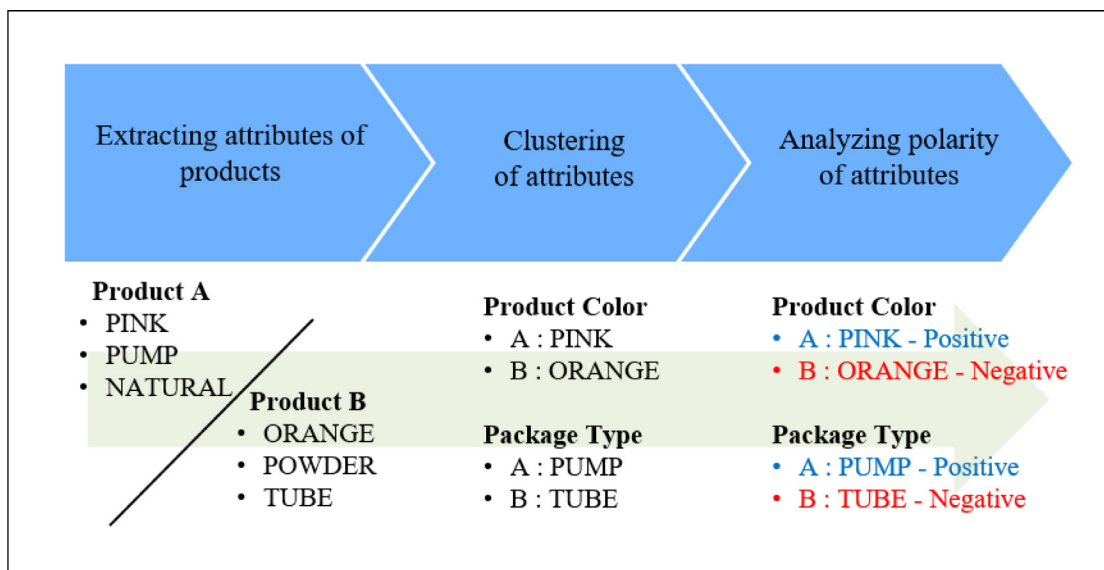 Extracting attributes of
products
Clustering
of attributes
Analyzing polarity
of attributes
Product A
• PINK
• PUMP
• NATURAL
Product B
• ORANGE
• POWDER
• TUBE
Product Color
• A : PINK
• B : ORANGE
Package Type
• A : PUMP
• B : TUBE
Product Color
• A : PINK - Positive
• B : ORANGE - Negative
Package Type
• A : PUMP - Positive
• B : TUBE - Negative